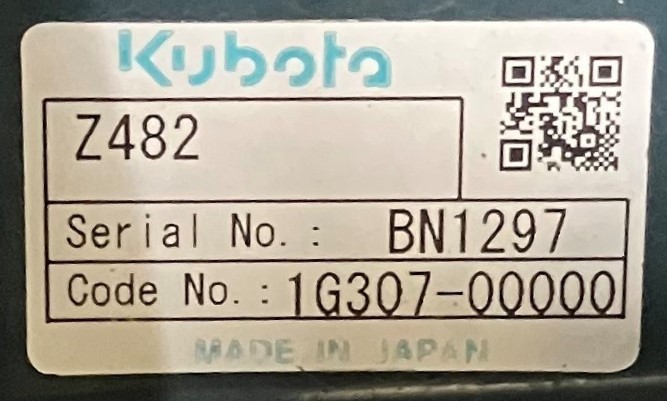 Kubota
Z482
Serial No.: BN1297
Code No.: 1G307-00000
MADE IN JAPAN